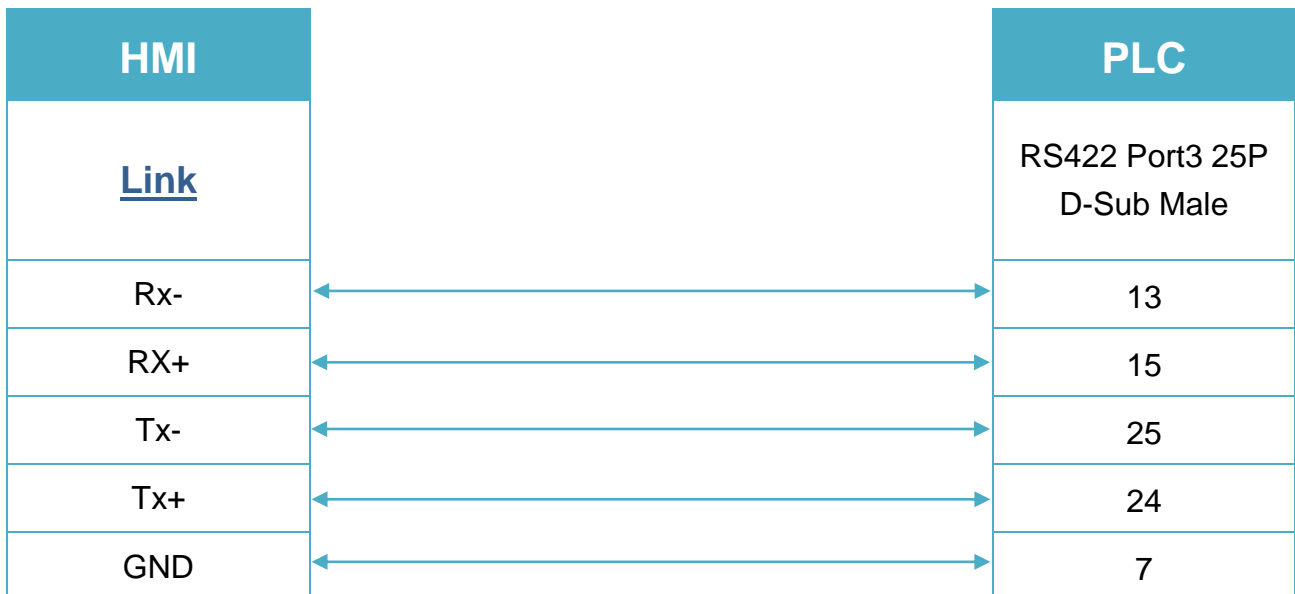 HMI PLC
Link RS422 Port3 25P
D-Sub Male
Rx- 13
RX+ 15
Tx- 25
Tx+ 24
GND 7